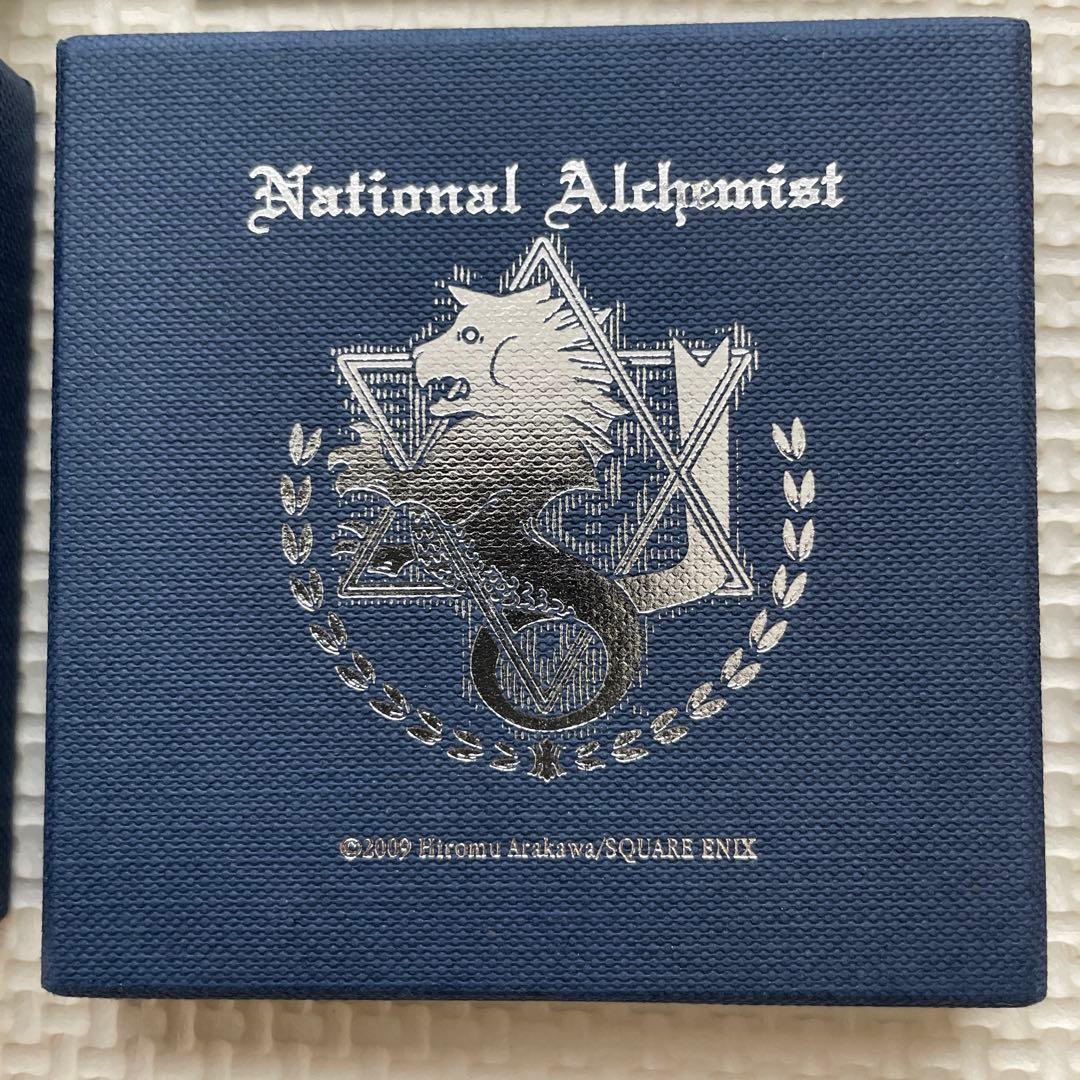 National Alchemist
©2009 Hiromu Arakawa/SQUARE ENIX